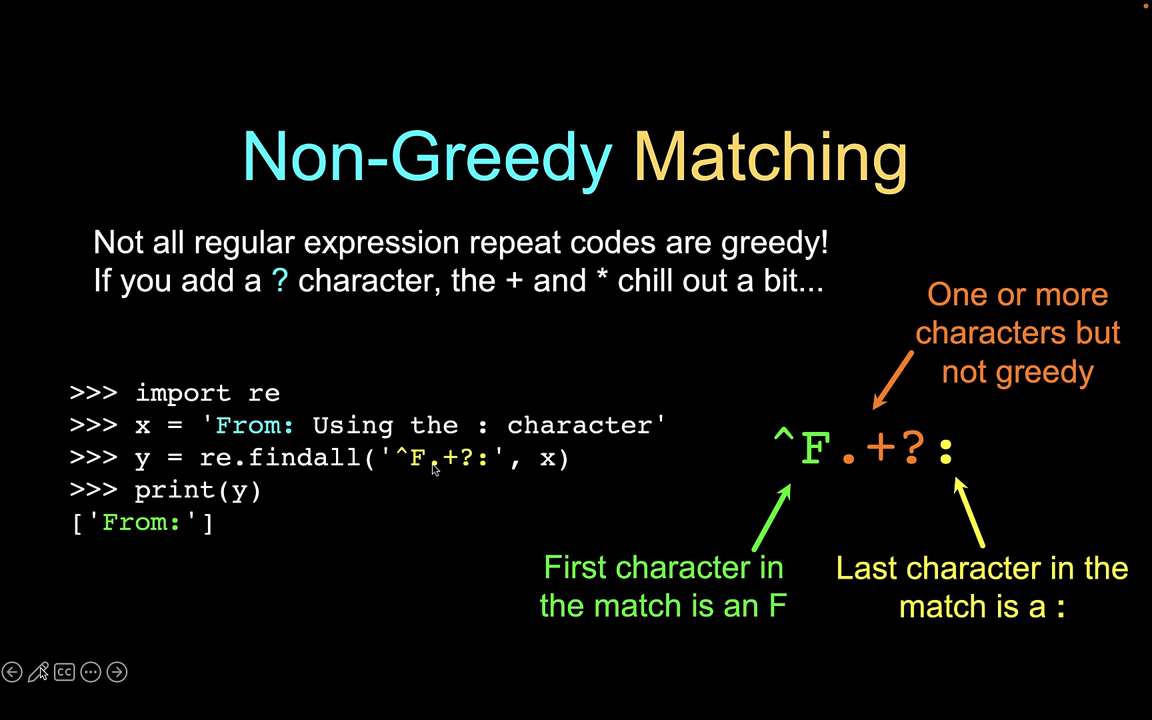 Non-Greedy Matching
Not all regular expression repeat codes are greedy!
If you add a ? character, the + and * chill out a bit...
One or more
characters but
not greedy
>>> import re
>>> x = 'From: Using the : character'
>>> y = re.findall('^F.+?:', x)
>>> print(y)
['From:']
^F.+?:
First character in
the match is an F
Last character in the
match is a :
CC